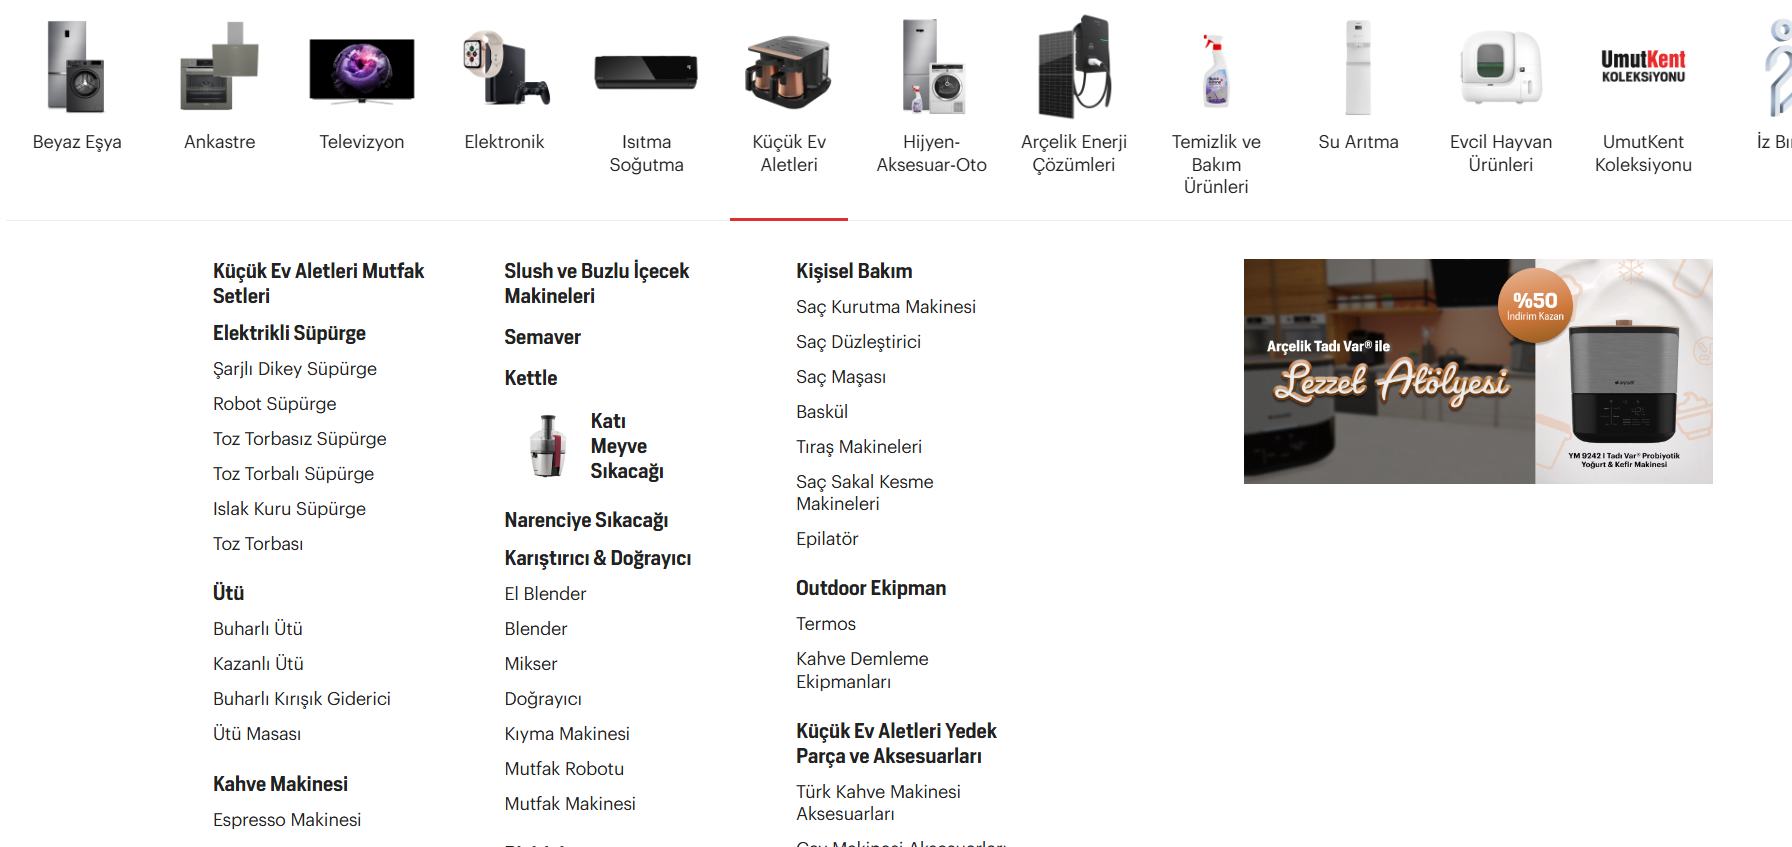 Beyaz Eşya
Ankastre
Televizyon
Elektronik
Isıtma
Soğutma
Küçük Ev
Aletleri
Hijyen-
Aksesuar-Oto
Arçelik Enerji
Çözümleri
Temizlik ve
Bakım
Ürünleri
Su Arıtma
Evcil Hayvan
Ürünleri
UmutKent
KOLEKSİYONU
UmutKent
Koleksiyonu
İz
Küçük Ev Aletleri Mutfak
Setleri
Elektrikli Süpürge
Şarjlı Dikey Süpürge
Robot Süpürge
Toz Torbasız Süpürge
Toz Torbalı Süpürge
Islak Kuru Süpürge
Toz Torbası
Ütü
Buharlı Ütü
Kazanlı Ütü
Buharlı Kırışık Giderici
Ütü Masası
Kahve Makinesi
Espresso Makinesi
Slush ve Buzlu İçecek
Makineleri
Semaver
Kettle
Katı
Meyve
Sıkacağı
Narenciye Sıkacağı
Karıştırıcı & Doğrayıcı
El Blender
Blender
Mikser
Doğrayıcı
Kıyma Makinesi
Mutfak Robotu
Mutfak Makinesi
Kişisel Bakım
Saç Kurutma Makinesi
Saç Düzleştirici
Saç Maşası
Baskül
Tıraş Makineleri
Saç Sakal Kesme
Makineleri
Epilatör
Outdoor Ekipman
Termos
Kahve Demleme
Ekipmanları
Küçük Ev Aletleri Yedek
Parça ve Aksesuarları
Türk Kahve Makinesi
Aksesuarları
Çay Makinesi Aksesuarları
%50
İndirim Kazan
Arçelik Tadı Var® ile
Lezzet Atölyesi
arçelik
YM 9242 I Tadı Var® Probiyotik
Yoğurt & Kefir Makinesi